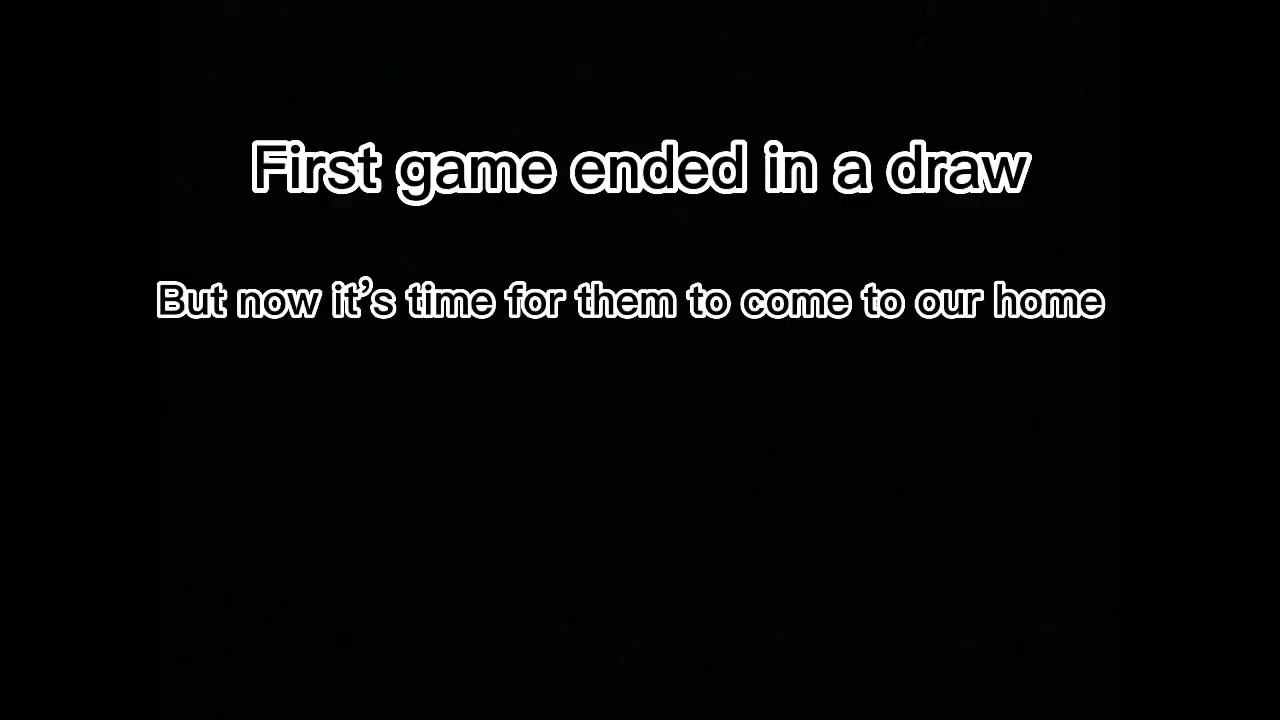 First game ended in a draw
But now it’s time for them to come to our home